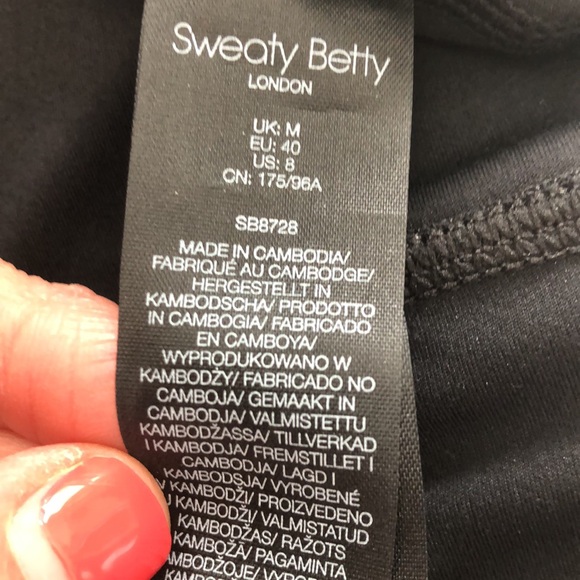 Sweaty Betty
LONDON
UK: M
EU: 40
US: 8
CN: 175/96A
SB8728
MADE IN CAMBODIA/
FABRIQUÉ AU CAMBODGE/
HERGESTELLT IN
KAMBODSCHA/ PRODOTTO
IN CAMBOGIA/ FABRICADO
EN CAMBOYA/
WYPRODUKOWANO W
KAMBODŻY/ FABRICADO NO
CAMBOJA/ GEMAAKT IN
CAMBODJA/ VALMISTETTU
KAMBODŽASSA/ TILLVERKAD
I KAMBODJA/ FREMSTILLET I
CAMBODJA/ LAGD I
KAMBODSJA/ VYROBENÉ
V KAMBODŽI/ PROIZVEDENO
U KAMBODŽI/ VALMISTATUD
KAMBODŽAS/ RAŽOTS
KAMBOŽA/ PAGAMINTA